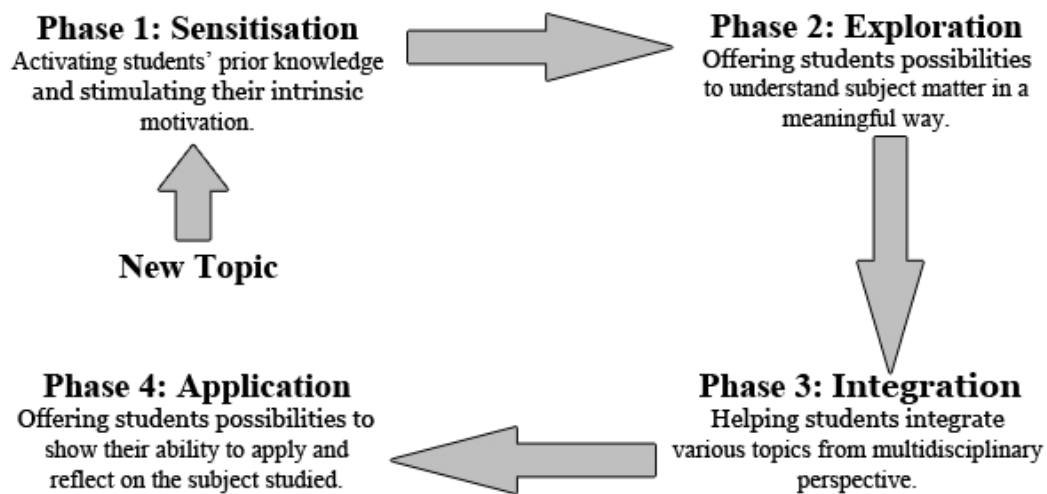 Phase 1: Sensitisation
Activating students' prior knowledge
and stimulating their intrinsic
motivation.
Phase 2: Exploration
Offering students possibilities
to understand subject matter in a
meaningful way.
New Topic
Phase 4: Application
Offering students possibilities to
show their ability to apply and
reflect on the subject studied.
Phase 3: Integration
Helping students integrate
various topics from multidisciplinary
perspective.